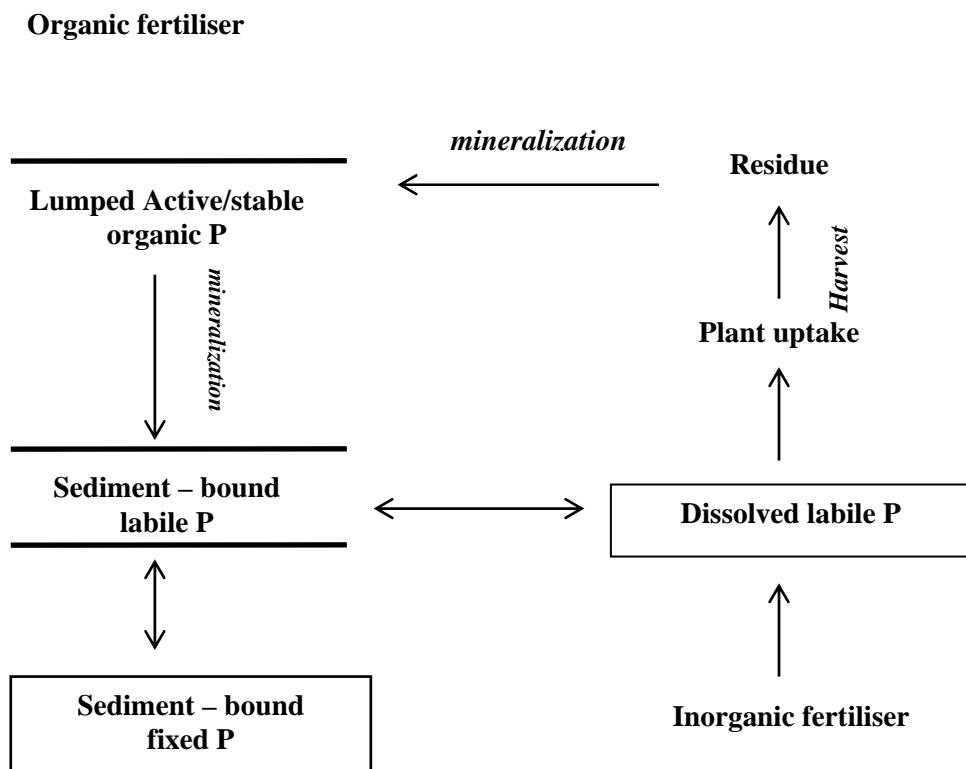 Organic fertiliser
mineralization
Residue
Lumped Active/stable
organic P
mineralization
Harvest
Plant uptake
Sediment – bound
labile P
Dissolved labile P
Sediment – bound
fixed P
Inorganic fertiliser